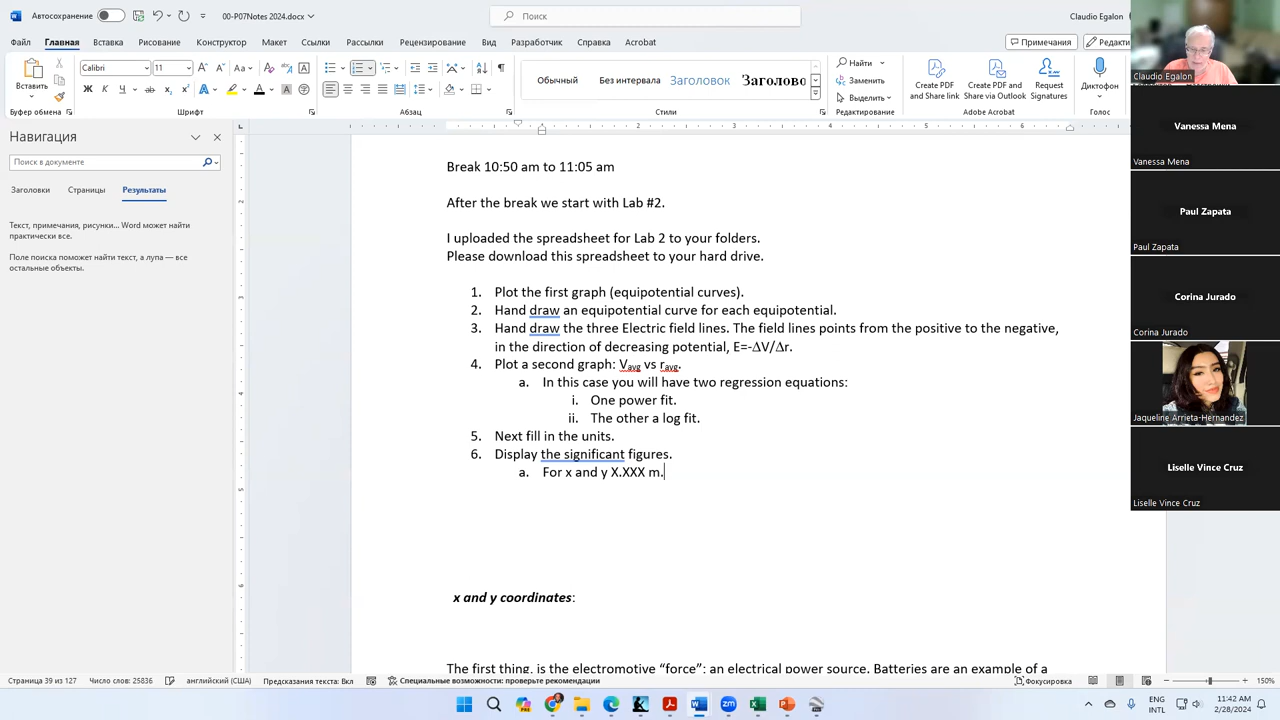 Автосохранение
00-P07Notes 2024.docx
Поиск
Claudio Egalon
Файл Главная Вставка Рисование Конструктор Макет Ссылки Рассылки Рецензирование Вид Разработчик Справка Acrobat
Примечания
Вставить
Calibri 11
Обычный Без интервала Заголовок Заголово
Найти
Заменить
Выделить
Create PDF and Share link
Create PDF and Share via Outlook
Request Signatures
Диктофон
Буфер обмена Шрифт Абзац Стили Редактирование Adobe Acrobat Голос
Навигация
Поиск в документе
Заголовки Страницы Результаты
Текст, примечания, рисунки... Word может найти
практически все.
Поле поиска поможет найти текст, а лупа — все
остальные объекты.
Break 10:50 am to 11:05 am
After the break we start with Lab #2.
I uploaded the spreadsheet for Lab 2 to your folders.
Please download this spreadsheet to your hard drive.
1. Plot the first graph (equipotential curves).
2. Hand draw an equipotential curve for each equipotential.
3. Hand draw the three Electric field lines. The field lines points from the positive to the negative,
in the direction of decreasing potential, E=-ΔV/Δr.
4. Plot a second graph: Vavg vs ravg.
a. In this case you will have two regression equations:
i. One power fit.
ii. The other a log fit.
5. Next fill in the units.
6. Display the significant figures.
a. For x and y X.XXX m.
x and y coordinates:
The first thing, is the electromotive “force”: an electrical power source. Batteries are an example of a
Claudio Egalon
Vanessa Mena
Vanessa Mena
Paul Zapata
Paul Zapata
Corina Jurado
Corina Jurado
Jaqueline Arrieta-Hernandez
Liselle Vince Cruz
Liselle Vince Cruz
Страница 39 из 127 Число слов: 25836 английский (США) Предсказания текста: Вкл Специальные возможности: проверьте рекомендации
Фокусировка 150%
ENG
INTL
11:42 AM
2/28/2024